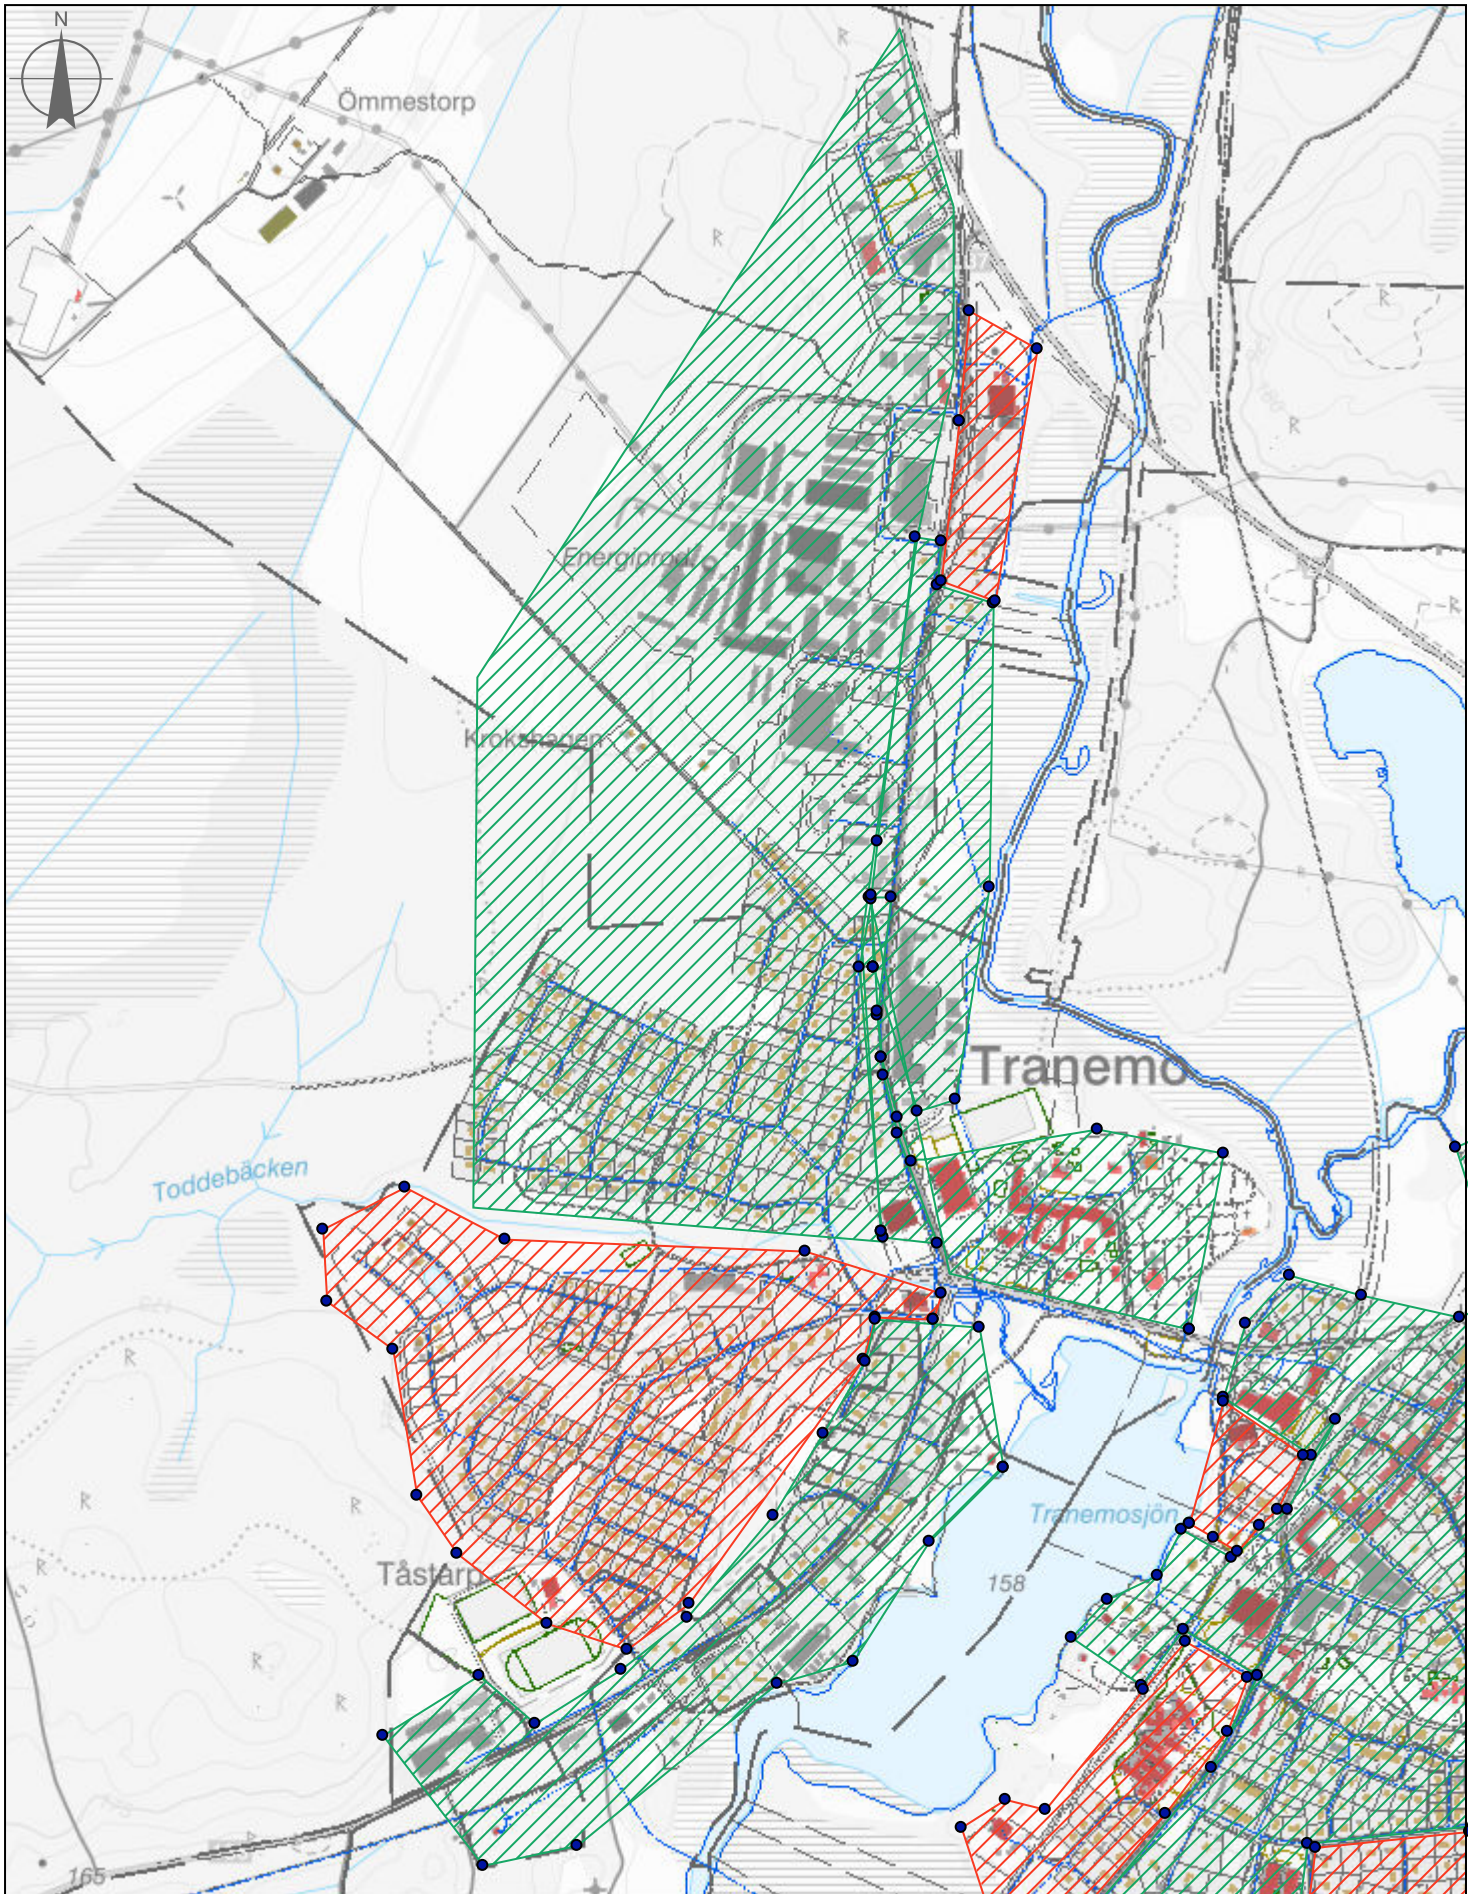 N
Ömmestorp
Energiprod.
Krokshagen
Tranemo
Toddebäcken
Tranemosjön
Tåstarp
158
165